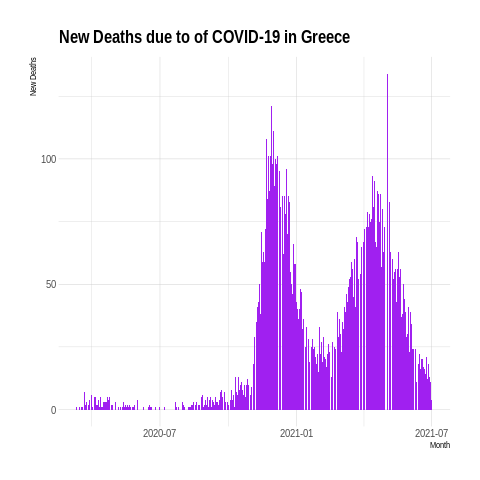 New Deaths due to of COVID-19 in Greece
New Deaths
100
50
0
2020-07
2021-01
2021-07
Month